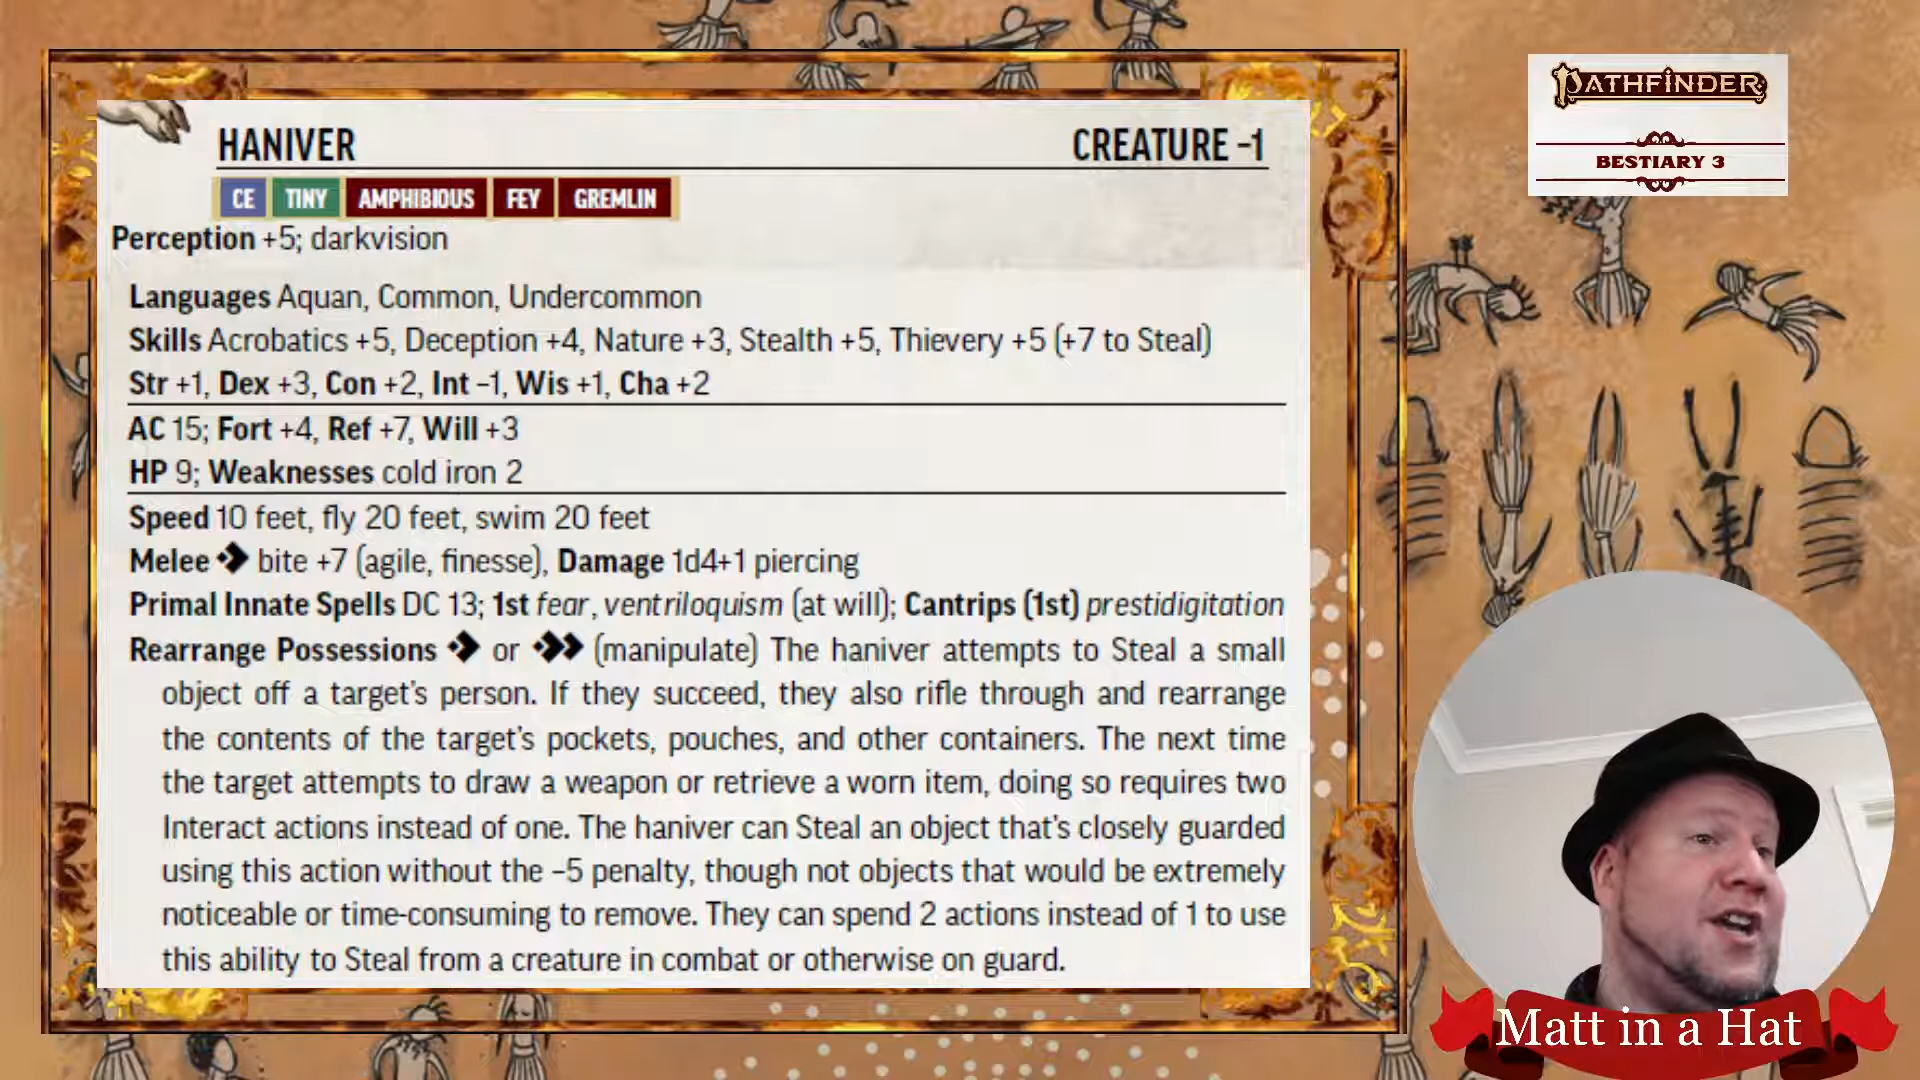 HANIVER CREATURE –1
CE TINY AMPHIBIOUS FEY GREMLIN
Perception +5; darkvision
Languages Aquan, Common, Undercommon
Skills Acrobatics +5, Deception +4, Nature +3, Stealth +5, Thievery +5 (+7 to Steal)
Str +1, Dex +3, Con +2, Int –1, Wis +1, Cha +2
AC 15; Fort +4, Ref +7, Will +3
HP 9; Weaknesses cold iron 2
Speed 10 feet, fly 20 feet, swim 20 feet
Melee bite +7 (agile, finesse), Damage 1d4+1 piercing
Primal Innate Spells DC 13; 1st fear, ventriloquism (at will); Cantrips (1st) prestidigitation
Rearrange Possessions or (manipulate) The haniver attempts to Steal a small
object off a target's person. If they succeed, they also rifle through and rearrange
the contents of the target's pockets, pouches, and other containers. The next time
the target attempts to draw a weapon or retrieve a worn item, doing so requires two
Interact actions instead of one. The haniver can Steal an object that's closely guarded
using this action without the –5 penalty, though not objects that would be extremely
noticeable or time-consuming to remove. They can spend 2 actions instead of 1 to use
this ability to Steal from a creature in combat or otherwise on guard.
PATHFINDER
BESTIARY 3
Matt in a Hat